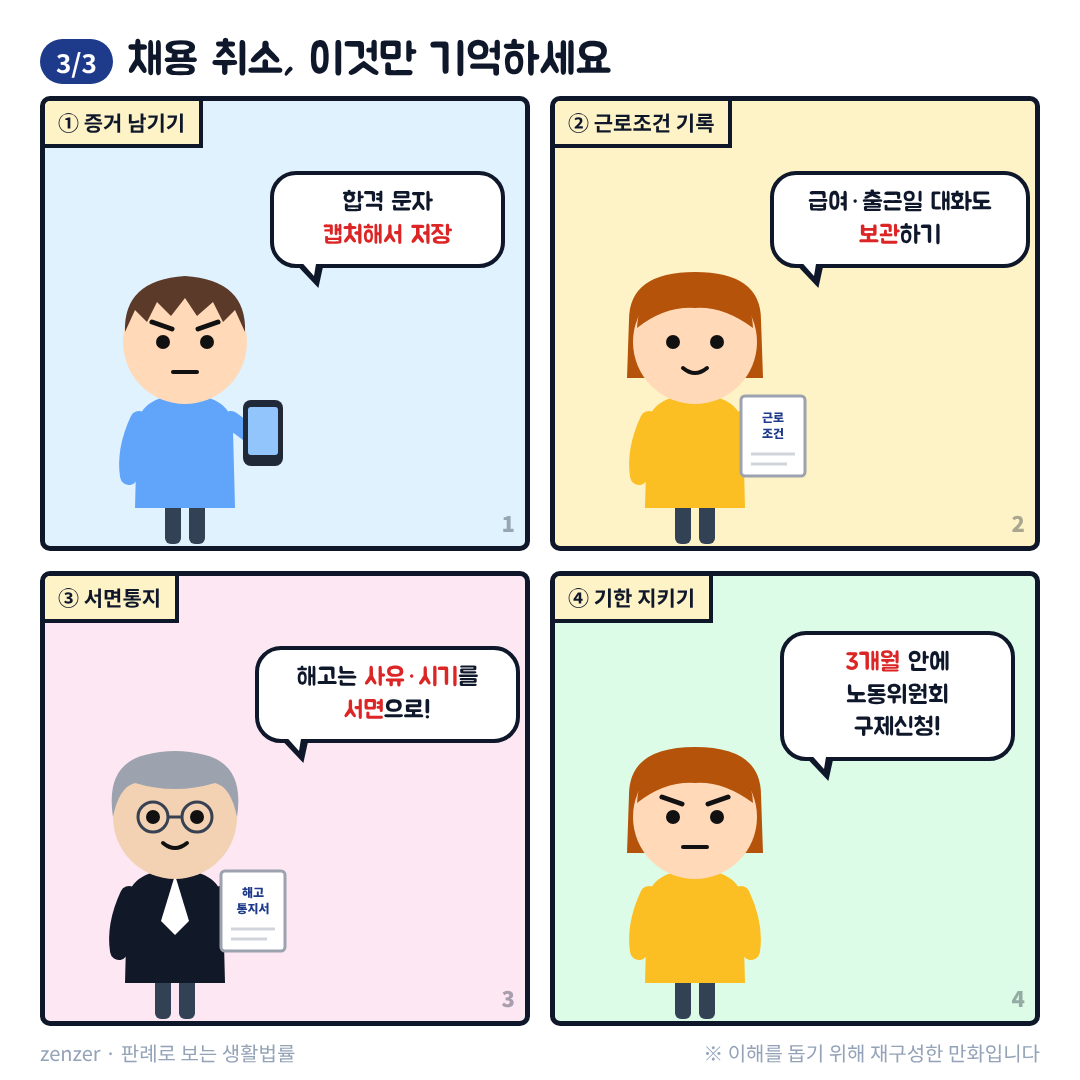 3/3 채용 취소, 이것만 기억하세요
① 증거 남기기
합격 문자
캡처해서 저장
1
② 근로조건 기록
급여·출근일 대화도
보관하기
근로
조건
2
③ 서면통지
해고는 사유·시기를
서면으로!
해고
통지서
3
④ 기한 지키기
3개월 안에
노동위원회
구제신청!
4
zenzer · 판례로 보는 생활법률
※ 이해를 돕기 위해 재구성한 만화입니다